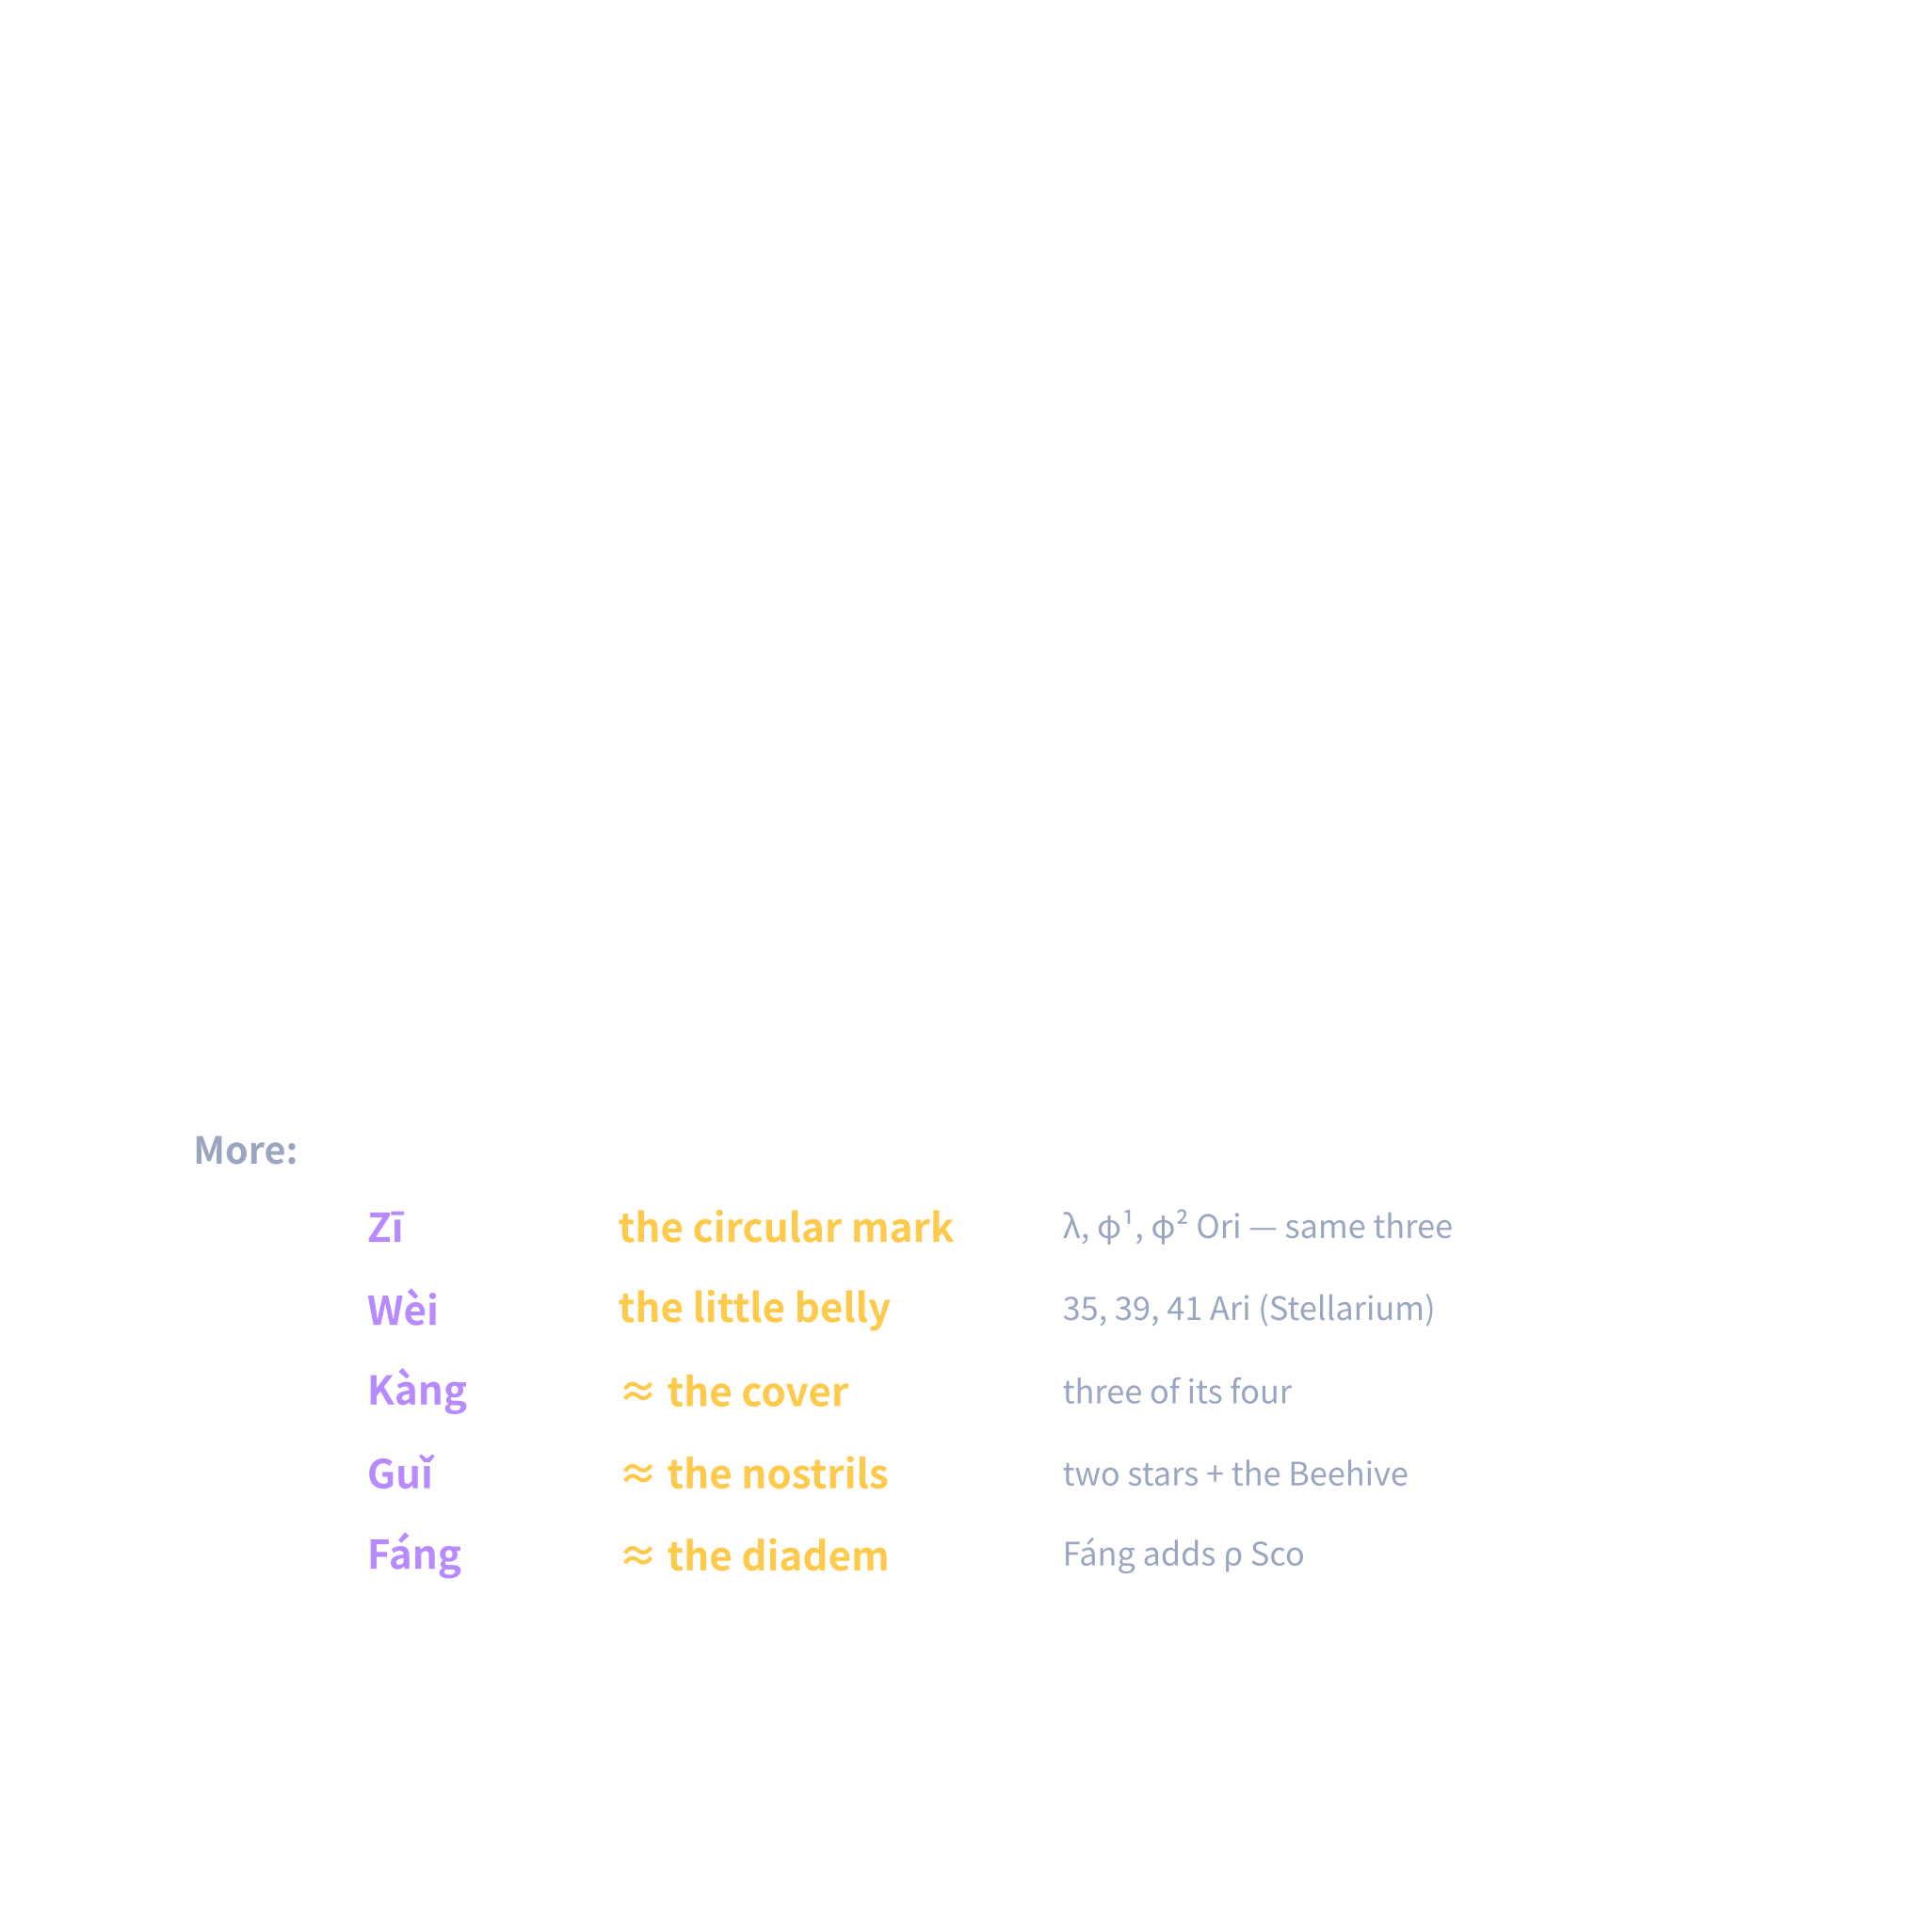 More:
Zī the circular mark λ, ϕ¹, ϕ² Ori — same three
Wèi the little belly 35, 39, 41 Ari (Stellarium)
Kàng ≈ the cover three of its four
Guǐ ≈ the nostrils two stars + the Beehive
Fáng ≈ the diadem Fáng adds ρ Sco